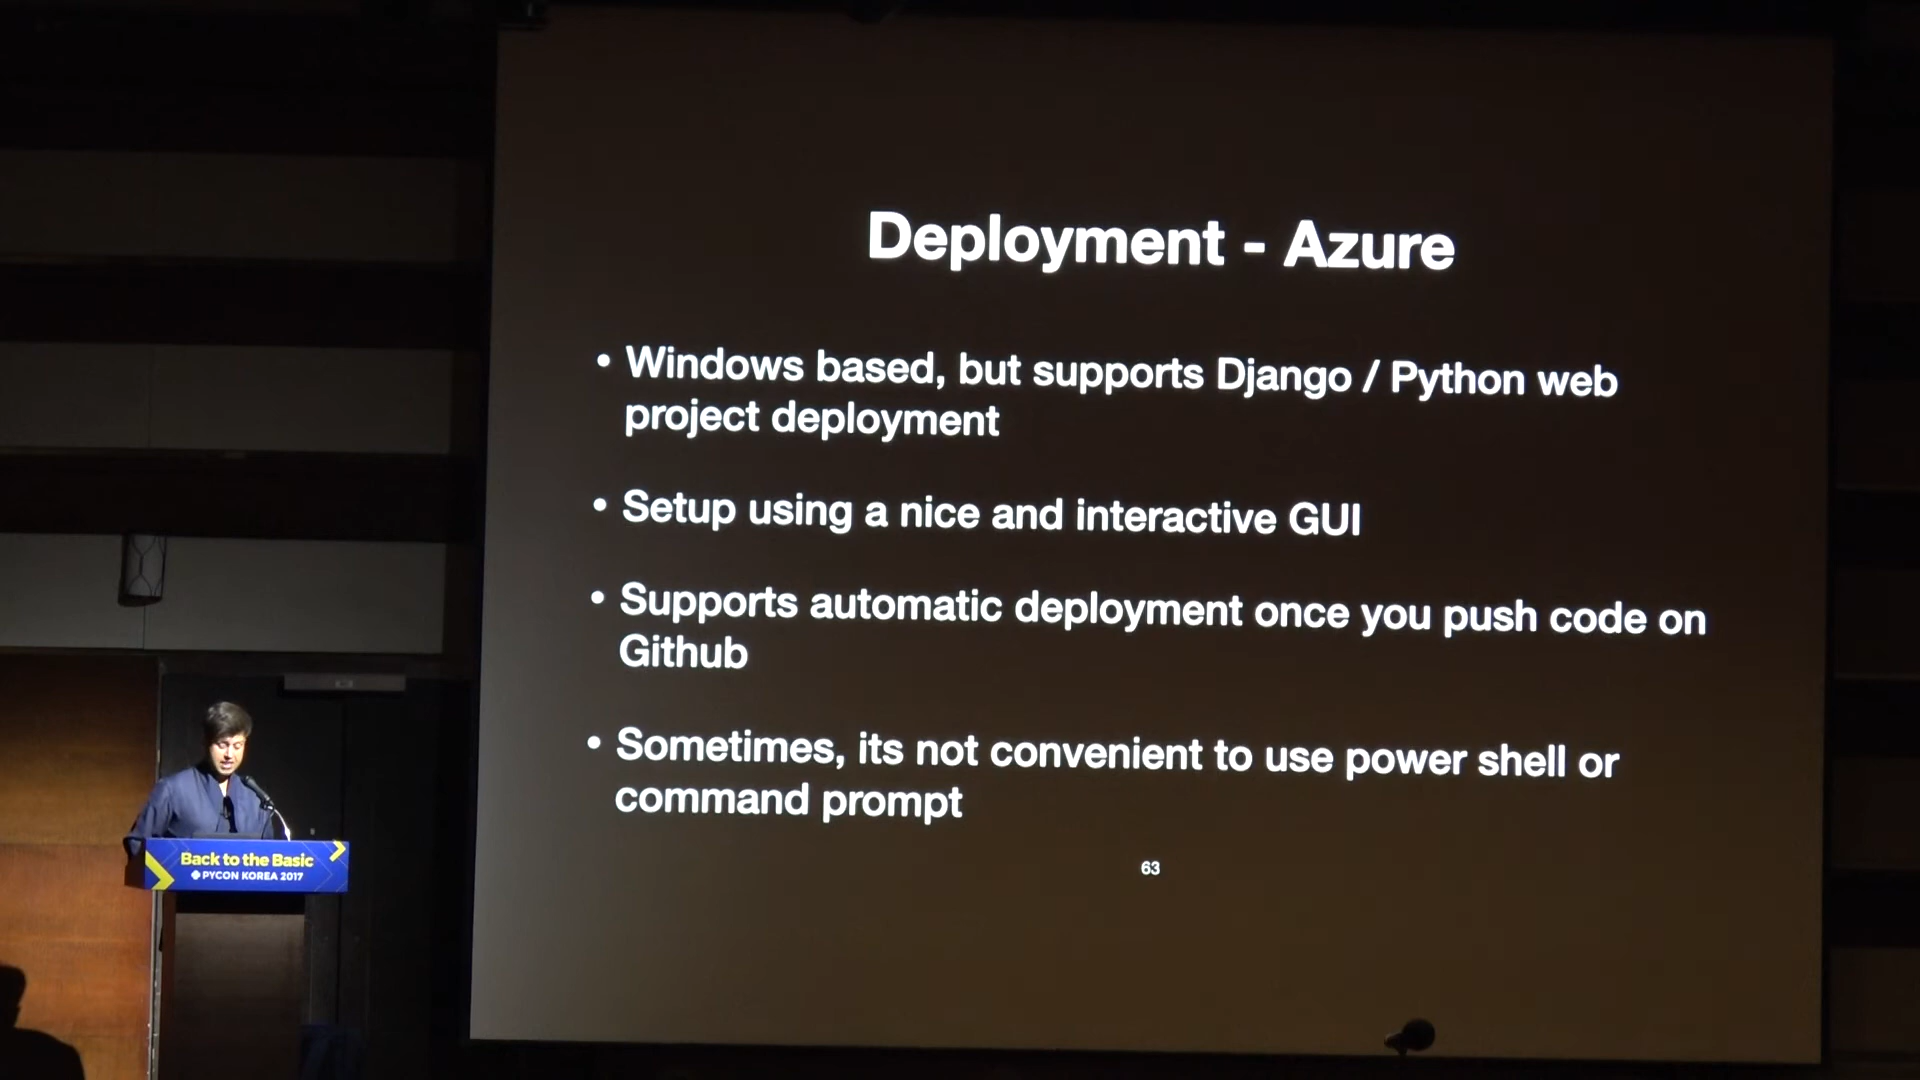 Deployment - Azure
• Windows based, but supports Django / Python web
project deployment
• Setup using a nice and interactive GUI
• Supports automatic deployment once you push code on
Github
• Sometimes, its not convenient to use power shell or
command prompt
63
Back to the Basic
PYCON KOREA 2017